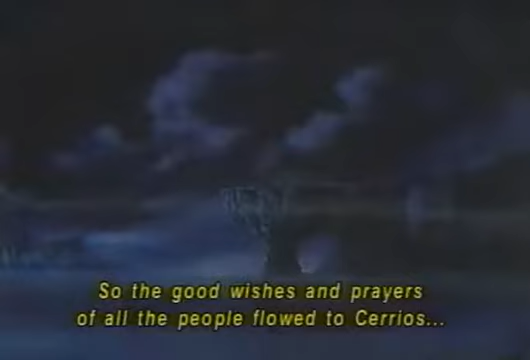 So the good wishes and prayers
of all the people flowed to Cerrios...